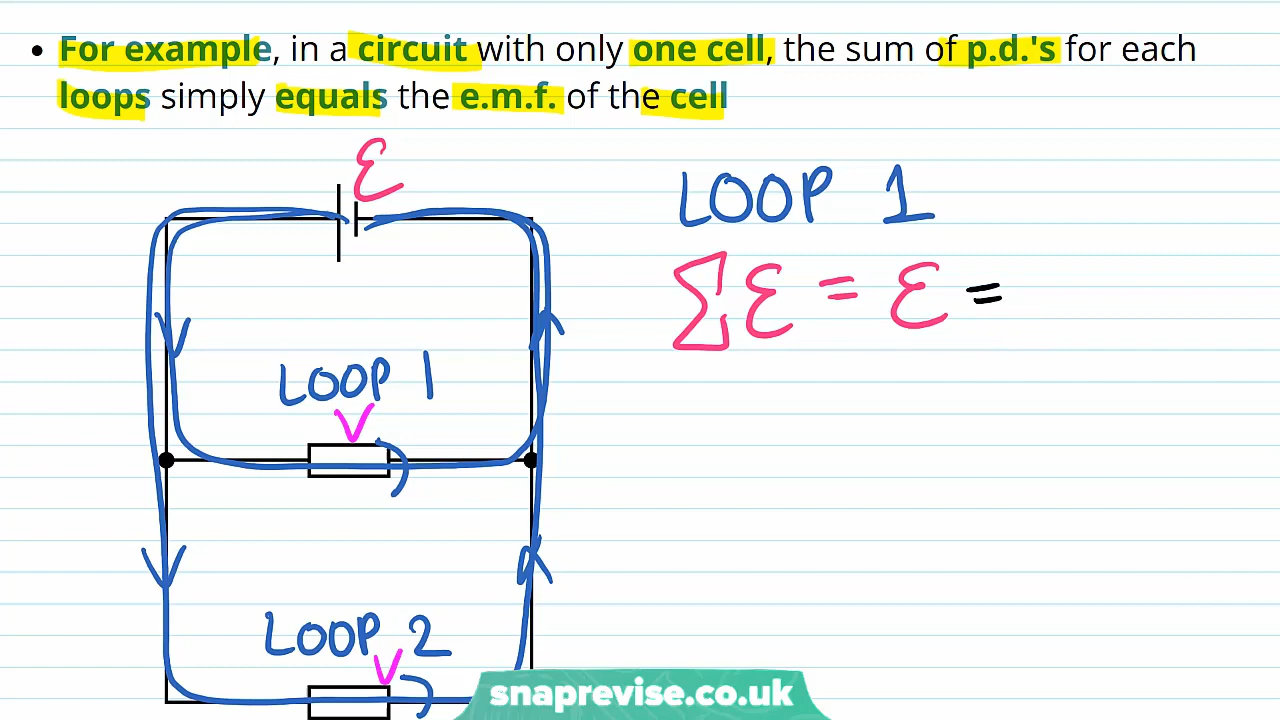 • For example, in a circuit with only one cell, the sum of p.d.'s for each
loops simply equals the e.m.f. of the cell
ℰ
LOOP 1
∑ℰ = ℰ =
LOOP 1
V
LOOP 2
V
snaprevise.co.uk